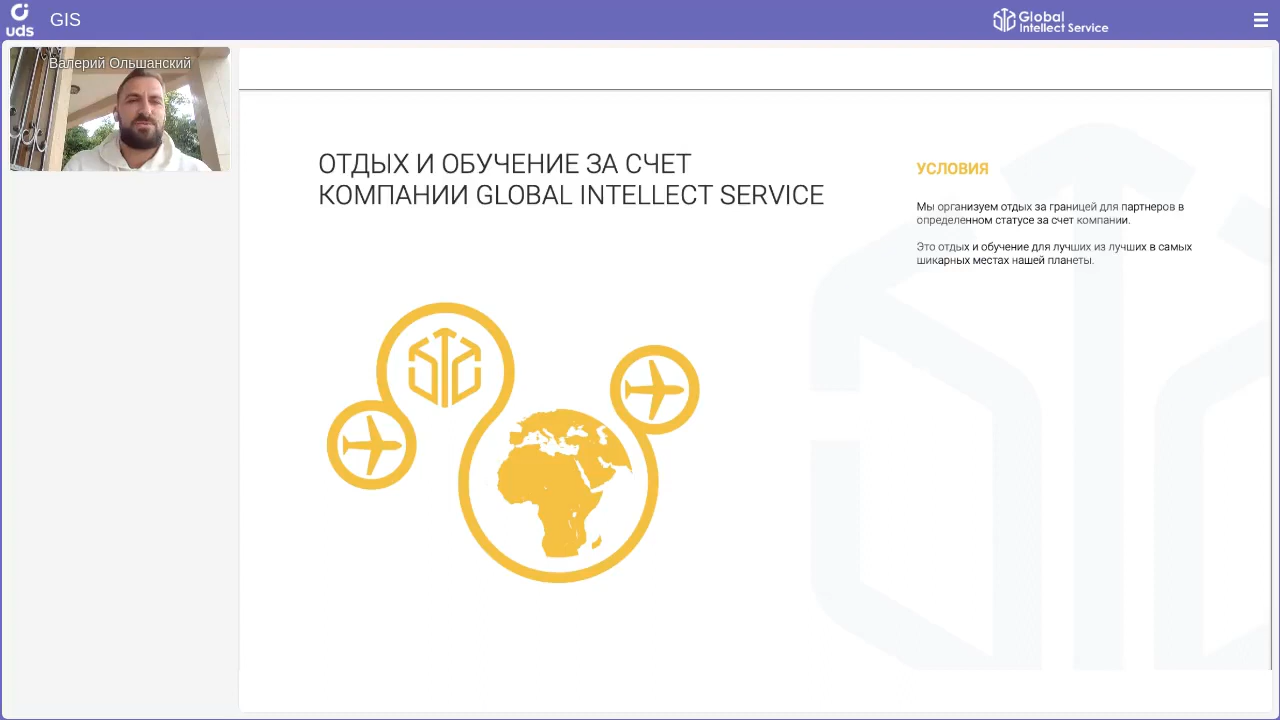 uds
GIS
Global
Intellect Service
Валерий Ольшанский
ОТДЫХ И ОБУЧЕНИЕ ЗА СЧЕТ
КОМПАНИИ GLOBAL INTELLECT SERVICE
УСЛОВИЯ
Мы организуем отдых за границей для партнеров в
определенном статусе за счет компании.
Это отдых и обучение для лучших из лучших в самых
шикарных местах нашей планеты.